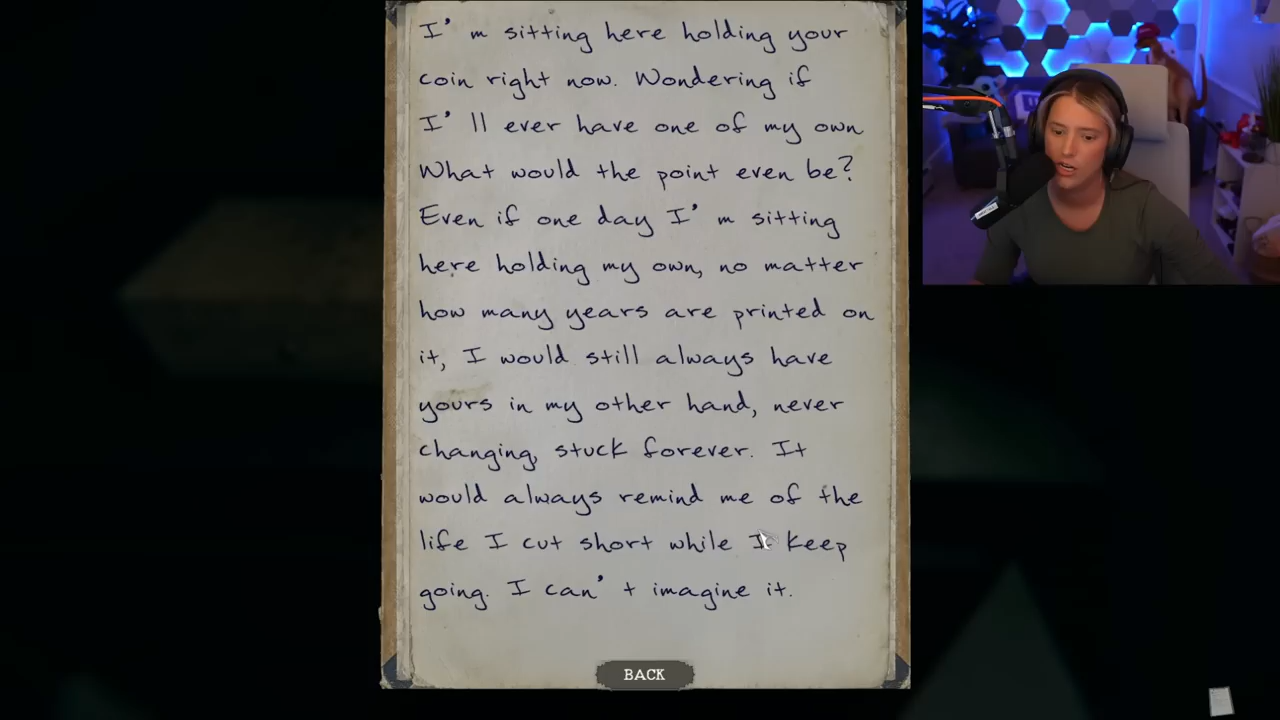 I'm sitting here holding your
coin right now. Wondering if
I'll ever have one of my own
What would the point even be?
Even if one day I'm sitting
here holding my own, no matter
how many years are printed on
it, I would still always have
yours in my other hand, never
changing, stuck forever. It
would always remind me of the
life I cut short while I keep
going. I can't imagine it.
BACK